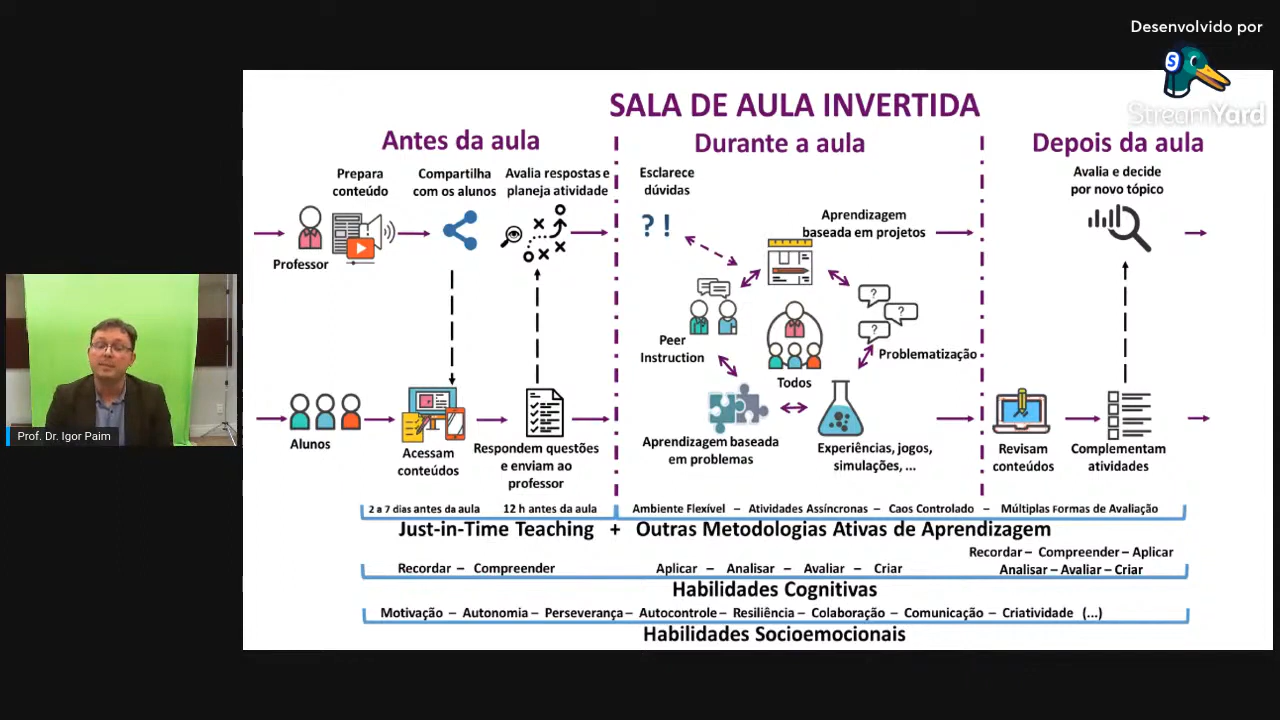 Desenvolvido por
StreamYard
SALA DE AULA INVERTIDA
Antes da aula
Durante a aula
Depois da aula
Prepara
conteúdo
Compartilha
com os alunos
Avalia respostas e
planeja atividade
Esclarece
dúvidas
Avalia e decide
por novo tópico
? !
Aprendizagem
baseada em projetos
Professor
?
?
?
Peer
Instruction
Problematização
Todos
Alunos
Acessam
conteúdos
Respondem questões
e enviam ao
professor
Aprendizagem baseada
em problemas
Experiências, jogos,
simulações, ...
Revisam
conteúdos
Complementam
atividades
Prof. Dr. Igor Paim
2 a 7 dias antes da aula
12 h antes da aula
Ambiente Flexível – Atividades Assíncronas – Caos Controlado – Múltiplas Formas de Avaliação
Just-in-Time Teaching + Outras Metodologias Ativas de Aprendizagem
Recordar – Compreender
Aplicar – Analisar – Avaliar – Criar
Recordar – Compreender – Aplicar
Analisar – Avaliar – Criar
Habilidades Cognitivas
Motivação – Autonomia – Perseverança – Autocontrole – Resiliência – Colaboração – Comunicação – Criatividade (...)
Habilidades Socioemocionais